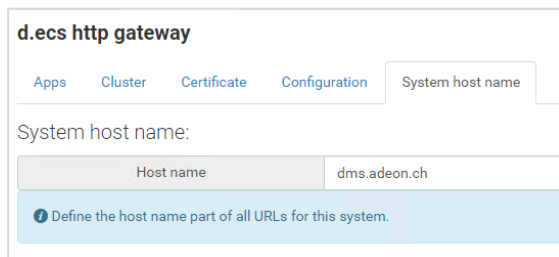 d.ecs http gateway
Apps Cluster Certificate Configuration System host name
System host name:
Host name dms.adeon.ch
Define the host name part of all URLs for this system.